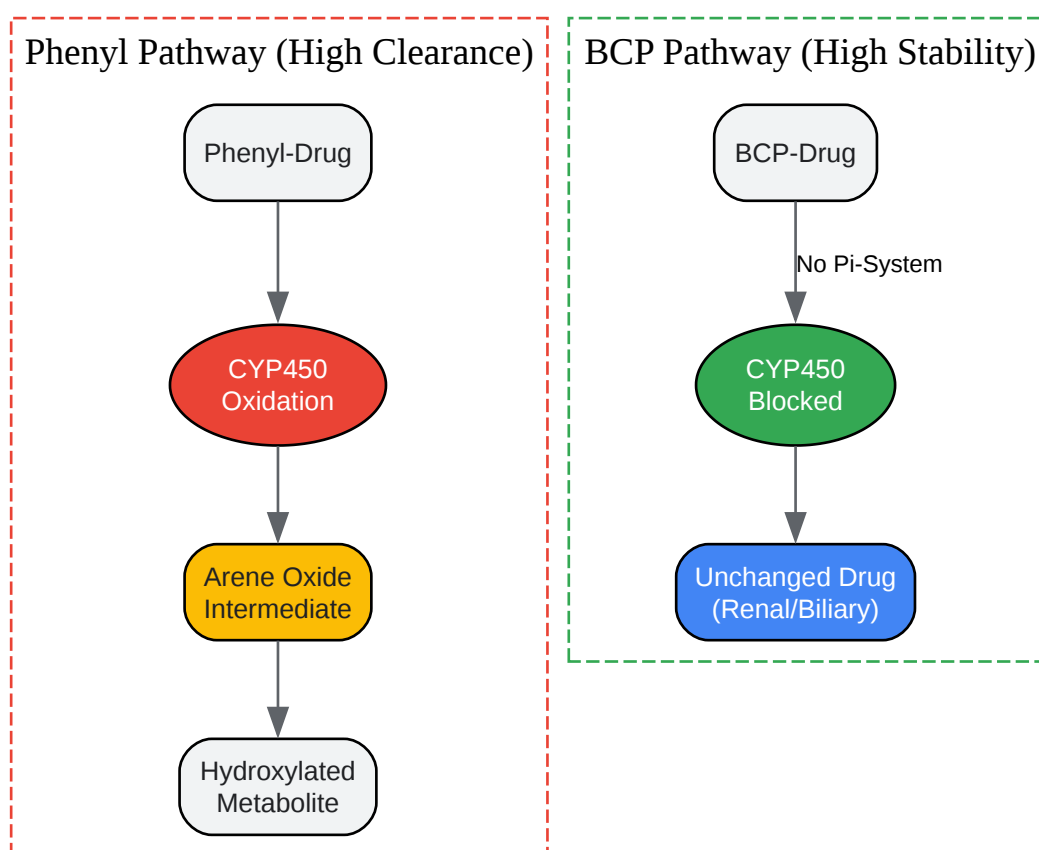 Phenyl Pathway (High Clearance)
Phenyl-Drug
CYP450
Oxidation
Arene Oxide
Intermediate
Hydroxylated
Metabolite
BCP Pathway (High Stability)
BCP-Drug
No Pi-System
CYP450
Blocked
Unchanged Drug
(Renal/Biliary)